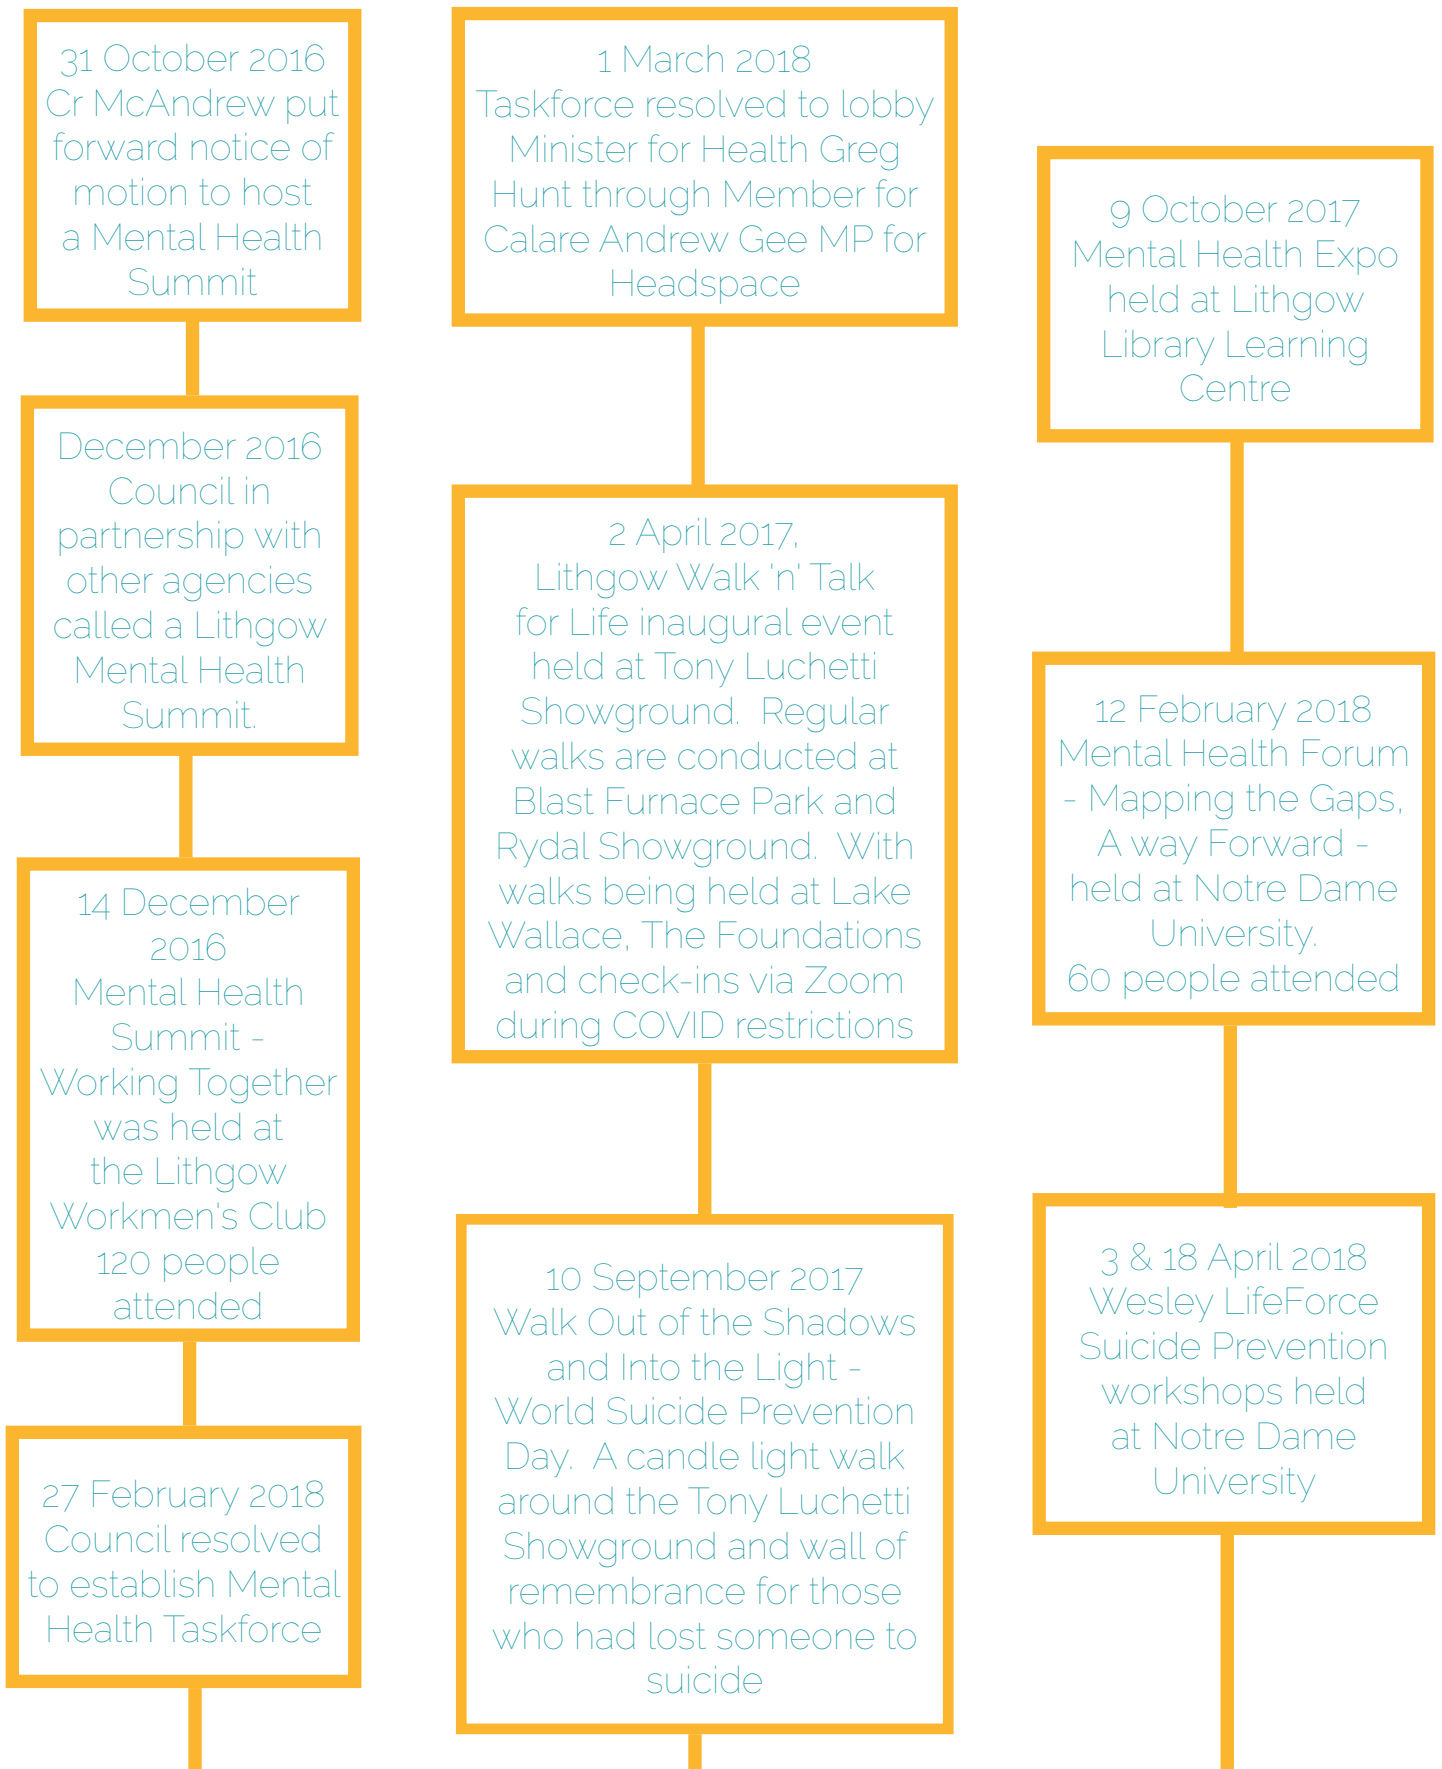 31 October 2016
Cr McAndrew put
forward notice of
motion to host
a Mental Health
Summit
December 2016
Council in
partnership with
other agencies
called a Lithgow
Mental Health
Summit.
14 December
2016
Mental Health
Summit -
Working Together
was held at
the Lithgow
Workmen's Club
120 people
attended
27 February 2018
Council resolved
to establish Mental
Health Taskforce
1 March 2018
Taskforce resolved to lobby
Minister for Health Greg
Hunt through Member for
Calare Andrew Gee MP for
Headspace
2 April 2017,
Lithgow Walk 'n' Talk
for Life inaugural event
held at Tony Luchetti
Showground.  Regular
walks are conducted at
Blast Furnace Park and
Rydal Showground.  With
walks being held at Lake
Wallace, The Foundations
and check-ins via Zoom
during COVID restrictions
10 September 2017
Walk Out of the Shadows
and Into the Light -
World Suicide Prevention
Day.  A candle light walk
around the Tony Luchetti
Showground and wall of
remembrance for those
who had lost someone to
suicide
9 October 2017
Mental Health Expo
held at Lithgow
Library Learning
Centre
12 February 2018
Mental Health Forum
- Mapping the Gaps,
A way Forward -
held at Notre Dame
University.
60 people attended
3 & 18 April 2018
Wesley LifeForce
Suicide Prevention
workshops held
at Notre Dame
University